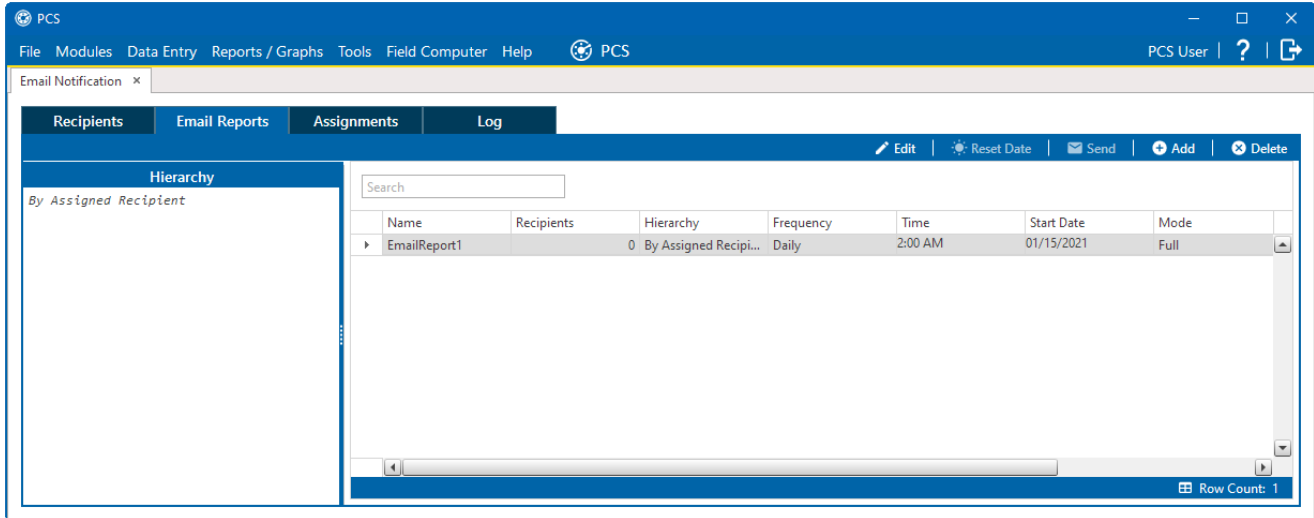 PCS
File Modules Data Entry Reports / Graphs Tools Field Computer Help PCS PCS User ?
Email Notification ×
Recipients Email Reports Assignments Log
Edit Reset Date Send Add Delete
Hierarchy
By Assigned Recipient
Search
Name Recipients Hierarchy Frequency Time Start Date Mode
EmailReport1 0 By Assigned Recipi... Daily 2:00 AM 01/15/2021 Full
Row Count: 1